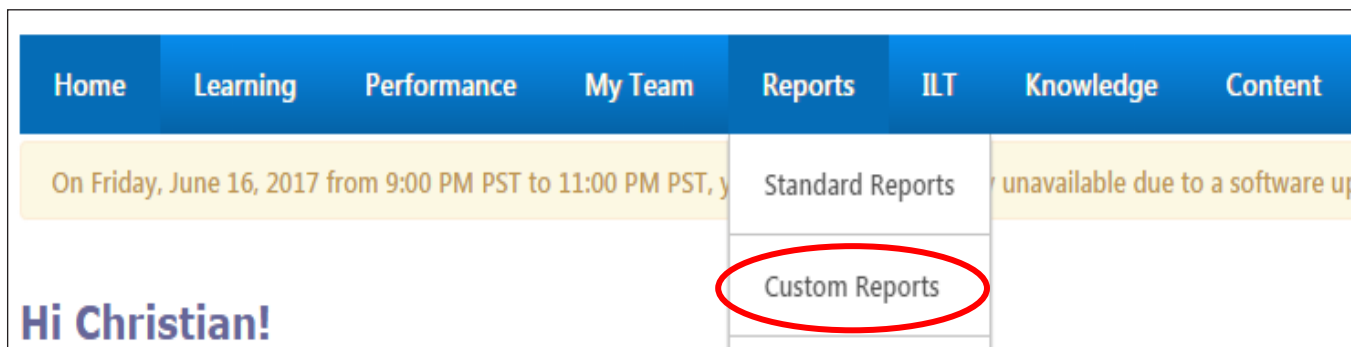 Home Learning Performance My Team Reports ILT Knowledge Content
On Friday, June 16, 2017 from 9:00 PM PST to 11:00 PM PST, unavailable due to a software
Standard Reports
Custom Reports
Hi Christian!